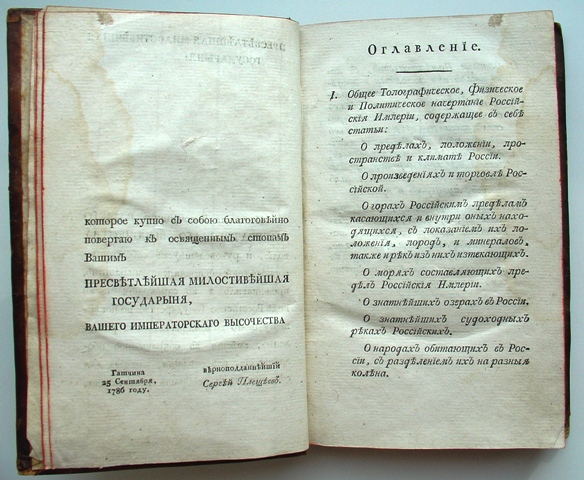 которое купно съ собою благоговѣйно
повергаю къ освященнымъ стопамъ
Вашимъ
ПРЕСВѢТЛѢЙШАЯ МИЛОСТИВѢЙШАЯ
ГОСУДАРЫНЯ,
ВАШЕГО ИМПЕРАТОРСКАГО ВЫСОЧЕСТВА
Гатчина
25 Сентября,
1786 году.
вѣрноподданнѣйшій
Сергѣй Плещѣевъ.
Оглавленіе.
I. Общее Топографическое, Физическое
и Политическое начертаніе Россій-
скія Имперіи, содержащее въ себѣ
статьи:
О предѣлахъ, положеніи, про-
странствѣ и климатѣ Россіи.
О произведеніяхъ и торговлѣ Рос-
сійской.
О горахъ Россійскимъ предѣламъ
касающихся и внутри оныхъ нахо-
дящихся, съ показаніемъ ихъ по-
ложенія, породъ, и минераловъ,
также и рѣкъ изъ нихъ истекающихъ.
О моряхъ составляющихъ пре-
дѣлъ Россійскія Имперіи.
О знатнѣйшихъ озерахъ въ Россіи.
О знатнѣйшихъ судоходныхъ
рѣкахъ Россійскихъ.
О народахъ обитающихъ въ Рос-
сіи, съ раздѣленіемъ ихъ на разныя
колѣна.